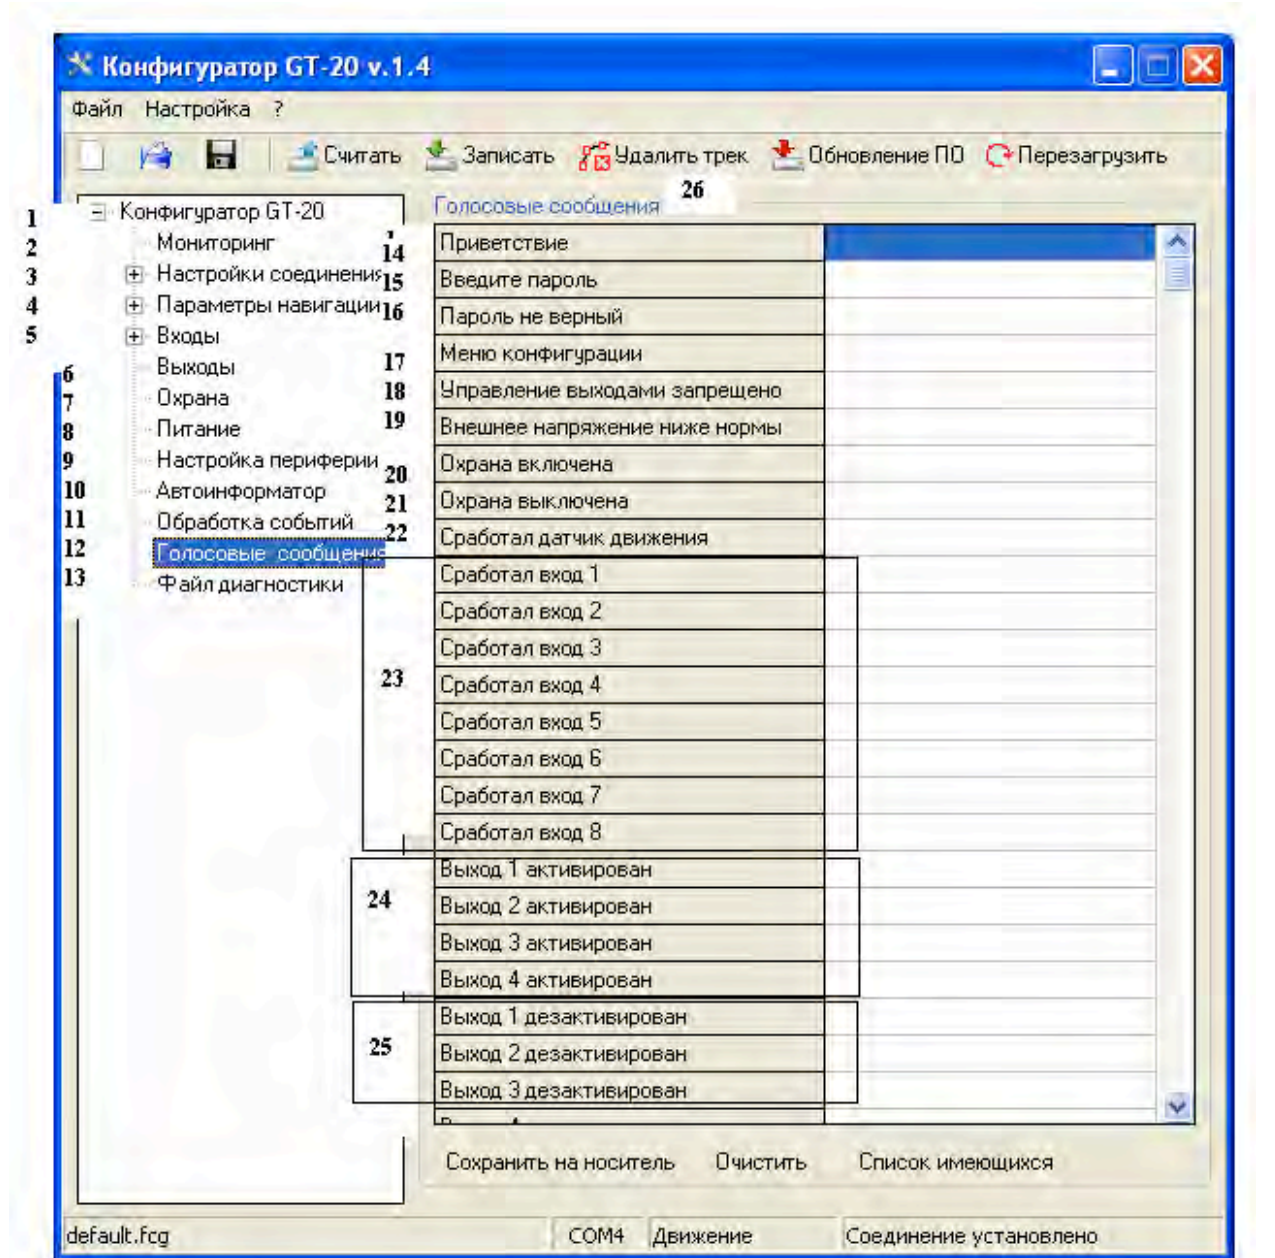 Конфигуратор GT-20 v.1.4
Файл Настройка ?
Считать Записать Удалить трек Обновление ПО Перезагрузить
1 Конфигуратор GT-20
2 Мониторинг
3 Настройки соединения
4 Параметры навигации
5 Входы
6 Выходы
7 Охрана
8 Питание
9 Настройка периферии
10 Автоинформатор
11 Обработка событий
12 Голосовые сообщения
13 Файл диагностики
Голосовые сообщения 26
14 Приветствие
15 Введите пароль
16 Пароль не верный
17 Меню конфигурации
18 Управление выходами запрещено
19 Внешнее напряжение ниже нормы
20 Охрана включена
21 Охрана выключена
22 Сработал датчик движения
Сработал вход 1
Сработал вход 2
Сработал вход 3
23 Сработал вход 4
Сработал вход 5
Сработал вход 6
Сработал вход 7
Сработал вход 8
Выход 1 активирован
24 Выход 2 активирован
Выход 3 активирован
Выход 4 активирован
Выход 1 дезактивирован
25 Выход 2 дезактивирован
Выход 3 дезактивирован
Сохранить на носитель Очистить Список имеющихся
default.fcg COM4 Движение Соединение установлено